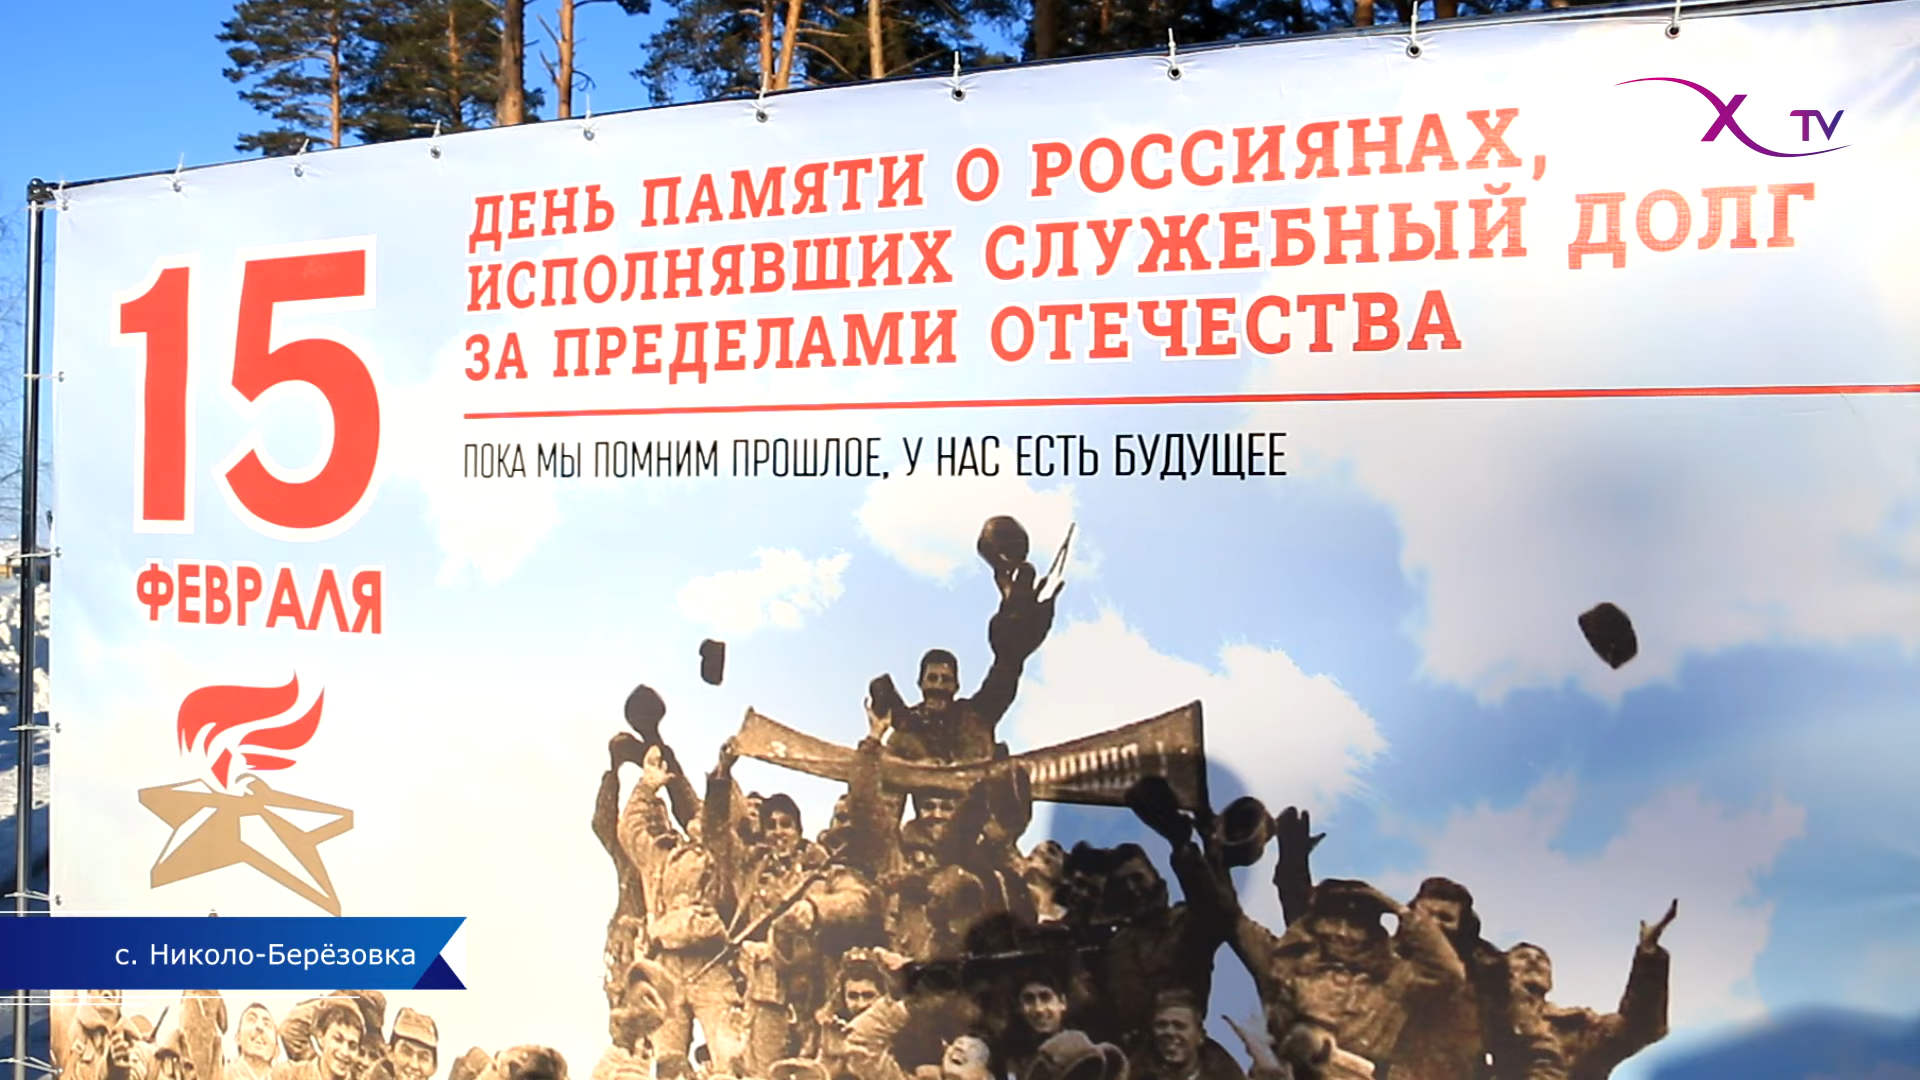 X TV
ДЕНЬ ПАМЯТИ О РОССИЯНАХ,
ИСПОЛНЯВШИХ СЛУЖЕБНЫЙ ДОЛГ
ЗА ПРЕДЕЛАМИ ОТЕЧЕСТВА
15
ФЕВРАЛЯ
ПОКА МЫ ПОМНИМ ПРОШЛОЕ, У НАС ЕСТЬ БУДУЩЕЕ
с. Николо-Берёзовка